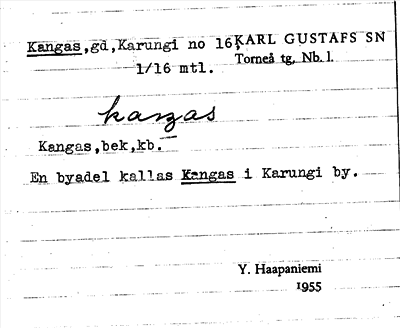 Kangas,gd,Karungi no 16, KARL GUSTAFS SN
1/16 mtl. Torneå tg, Nb. l.
kaŋgas
Kangas,bek,kb.
En byadel kallas Kangas i Karungi by.
Y. Haapaniemi
1955